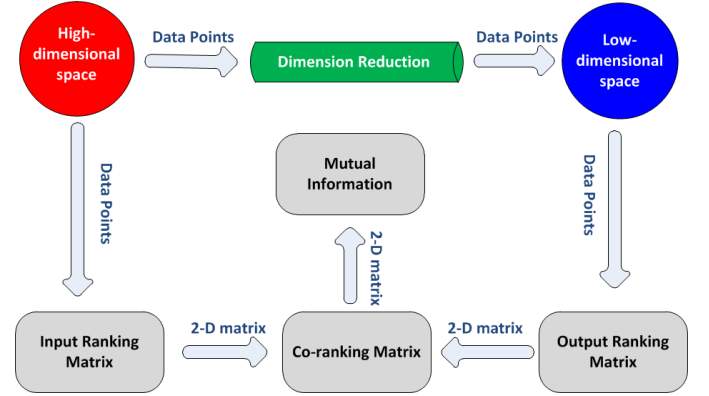 High-
dimensional
space
Data Points
Dimension Reduction
Data Points
Low-
dimensional
space
Data Points
Mutual
Information
Data Points
2-D matrix
Input Ranking
Matrix
2-D matrix
Co-ranking Matrix
2-D matrix
Output Ranking
Matrix